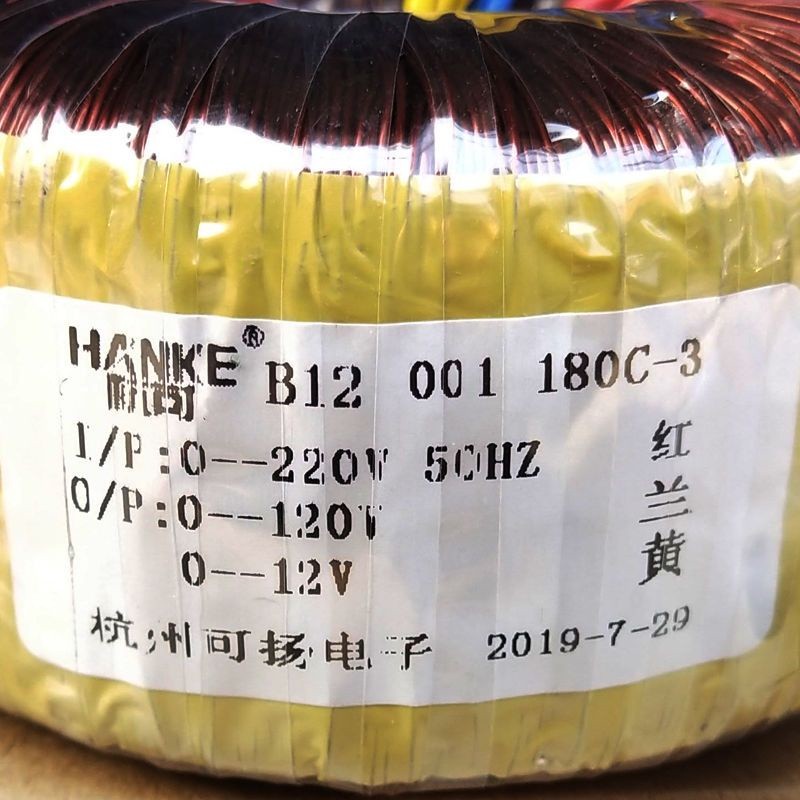 HANKE® B12 001 180C-3
I/P:0--220V 50HZ 红
O/P:0--120V 兰
0--12V 黄
杭州可扬电子 2019-7-29